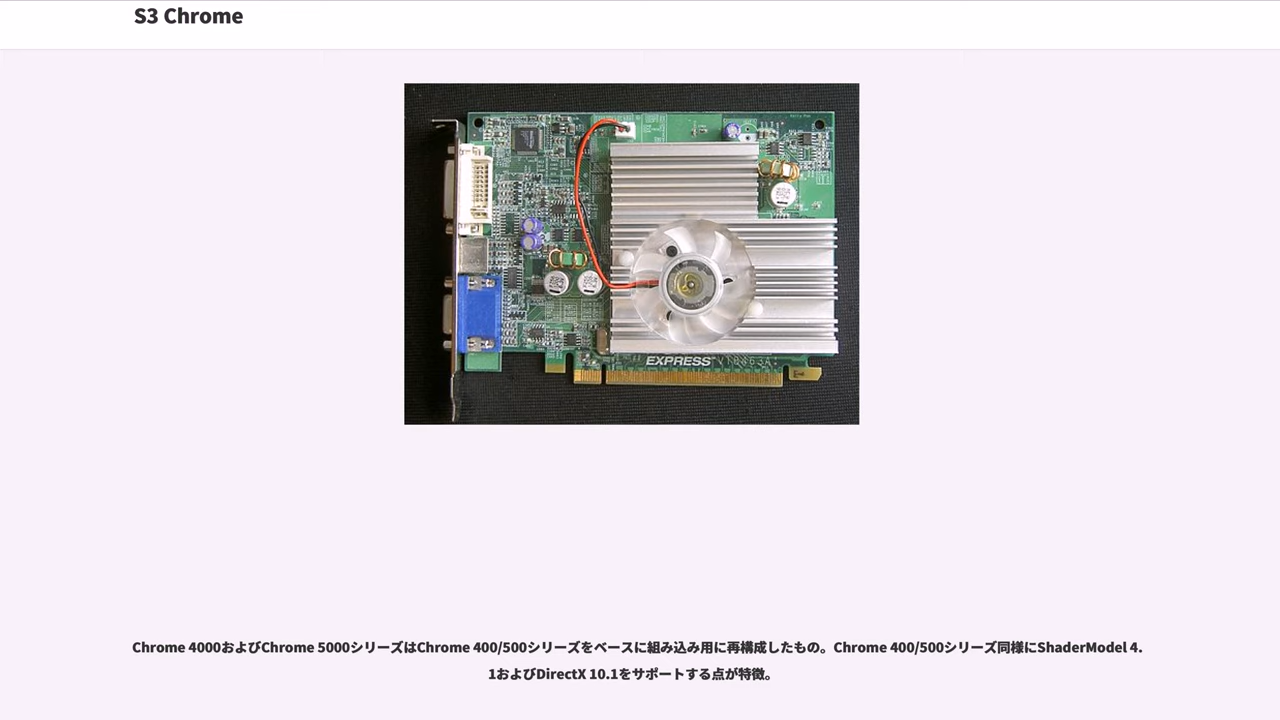 S3 Chrome
EXPRESS
Chrome 4000およびChrome 5000シリーズはChrome 400/500シリーズをベースに組み込み用に再構成したもの。Chrome 400/500シリーズ同様にShaderModel 4.
1およびDirectX 10.1をサポートする点が特徴。